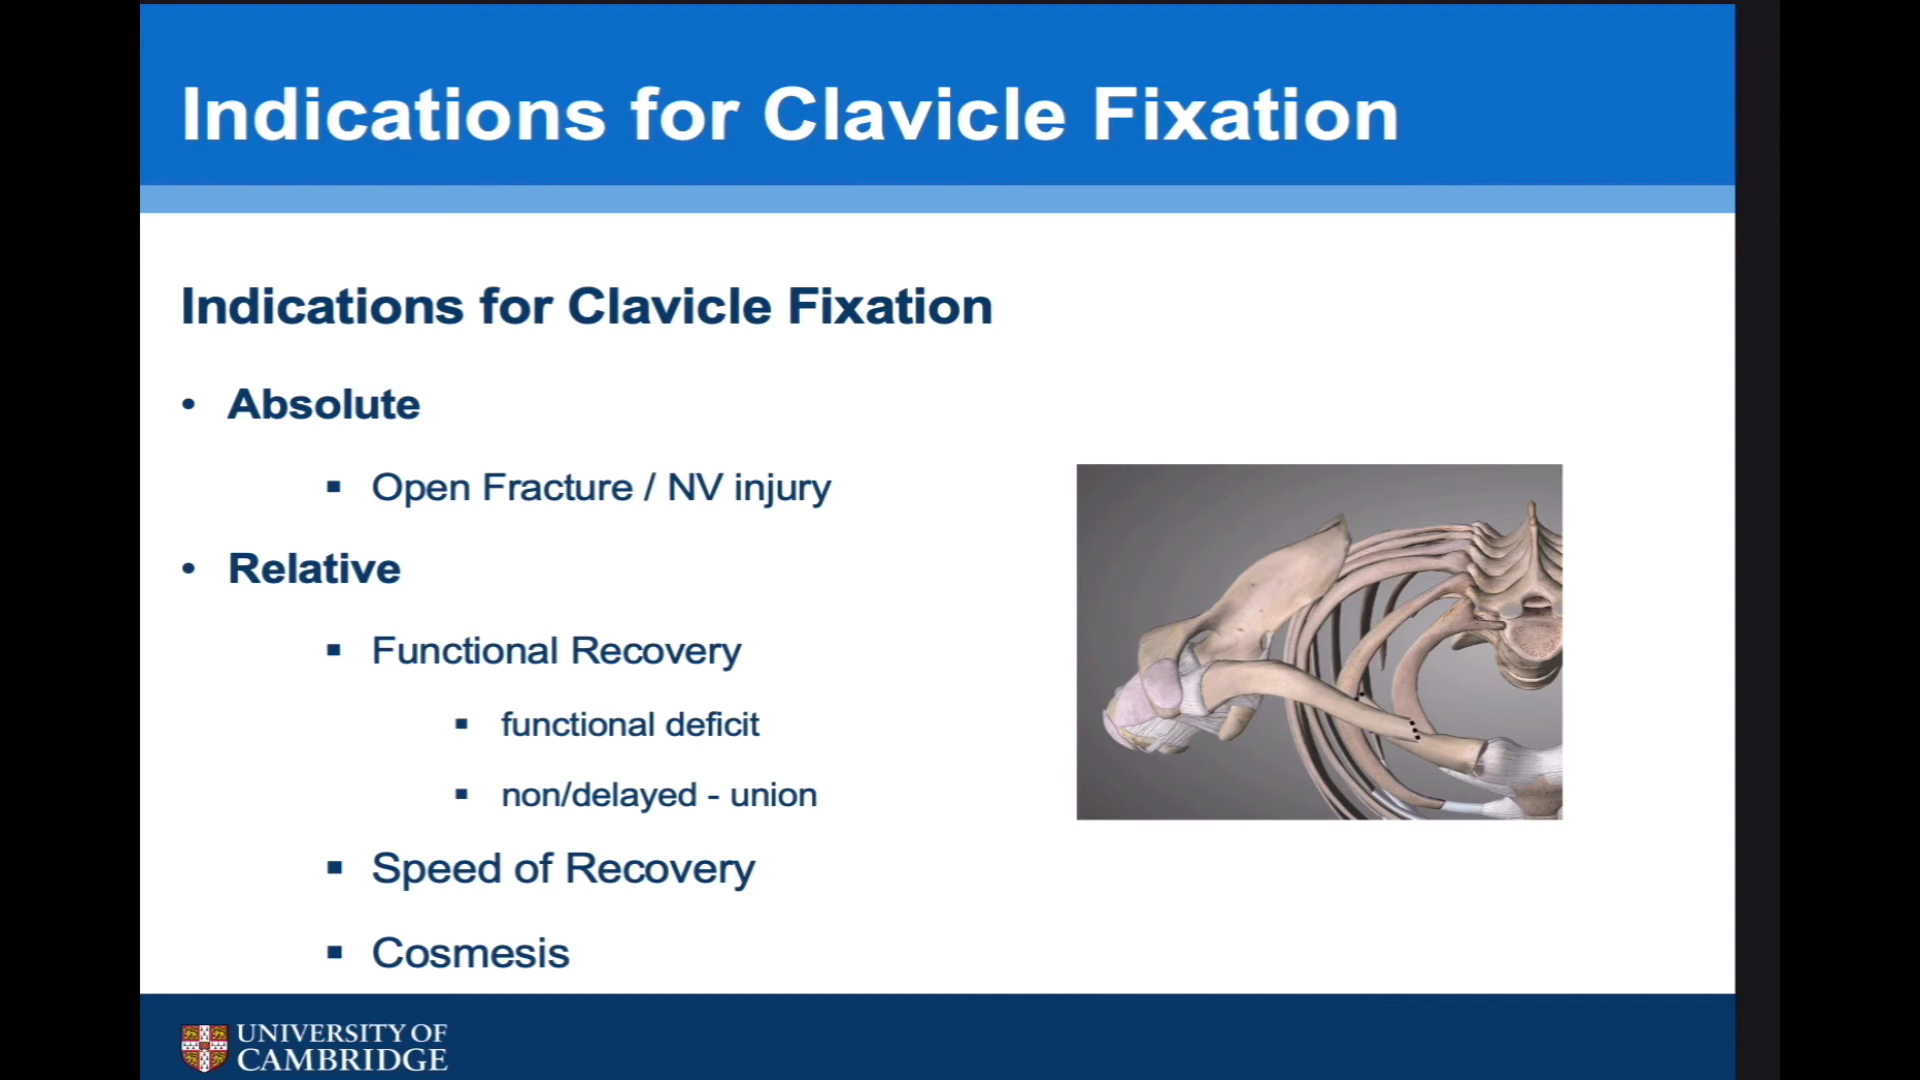 Indications for Clavicle Fixation
Indications for Clavicle Fixation
• Absolute
▪ Open Fracture / NV injury
• Relative
▪ Functional Recovery
▪ functional deficit
▪ non/delayed - union
▪ Speed of Recovery
▪ Cosmesis
UNIVERSITY OF
CAMBRIDGE